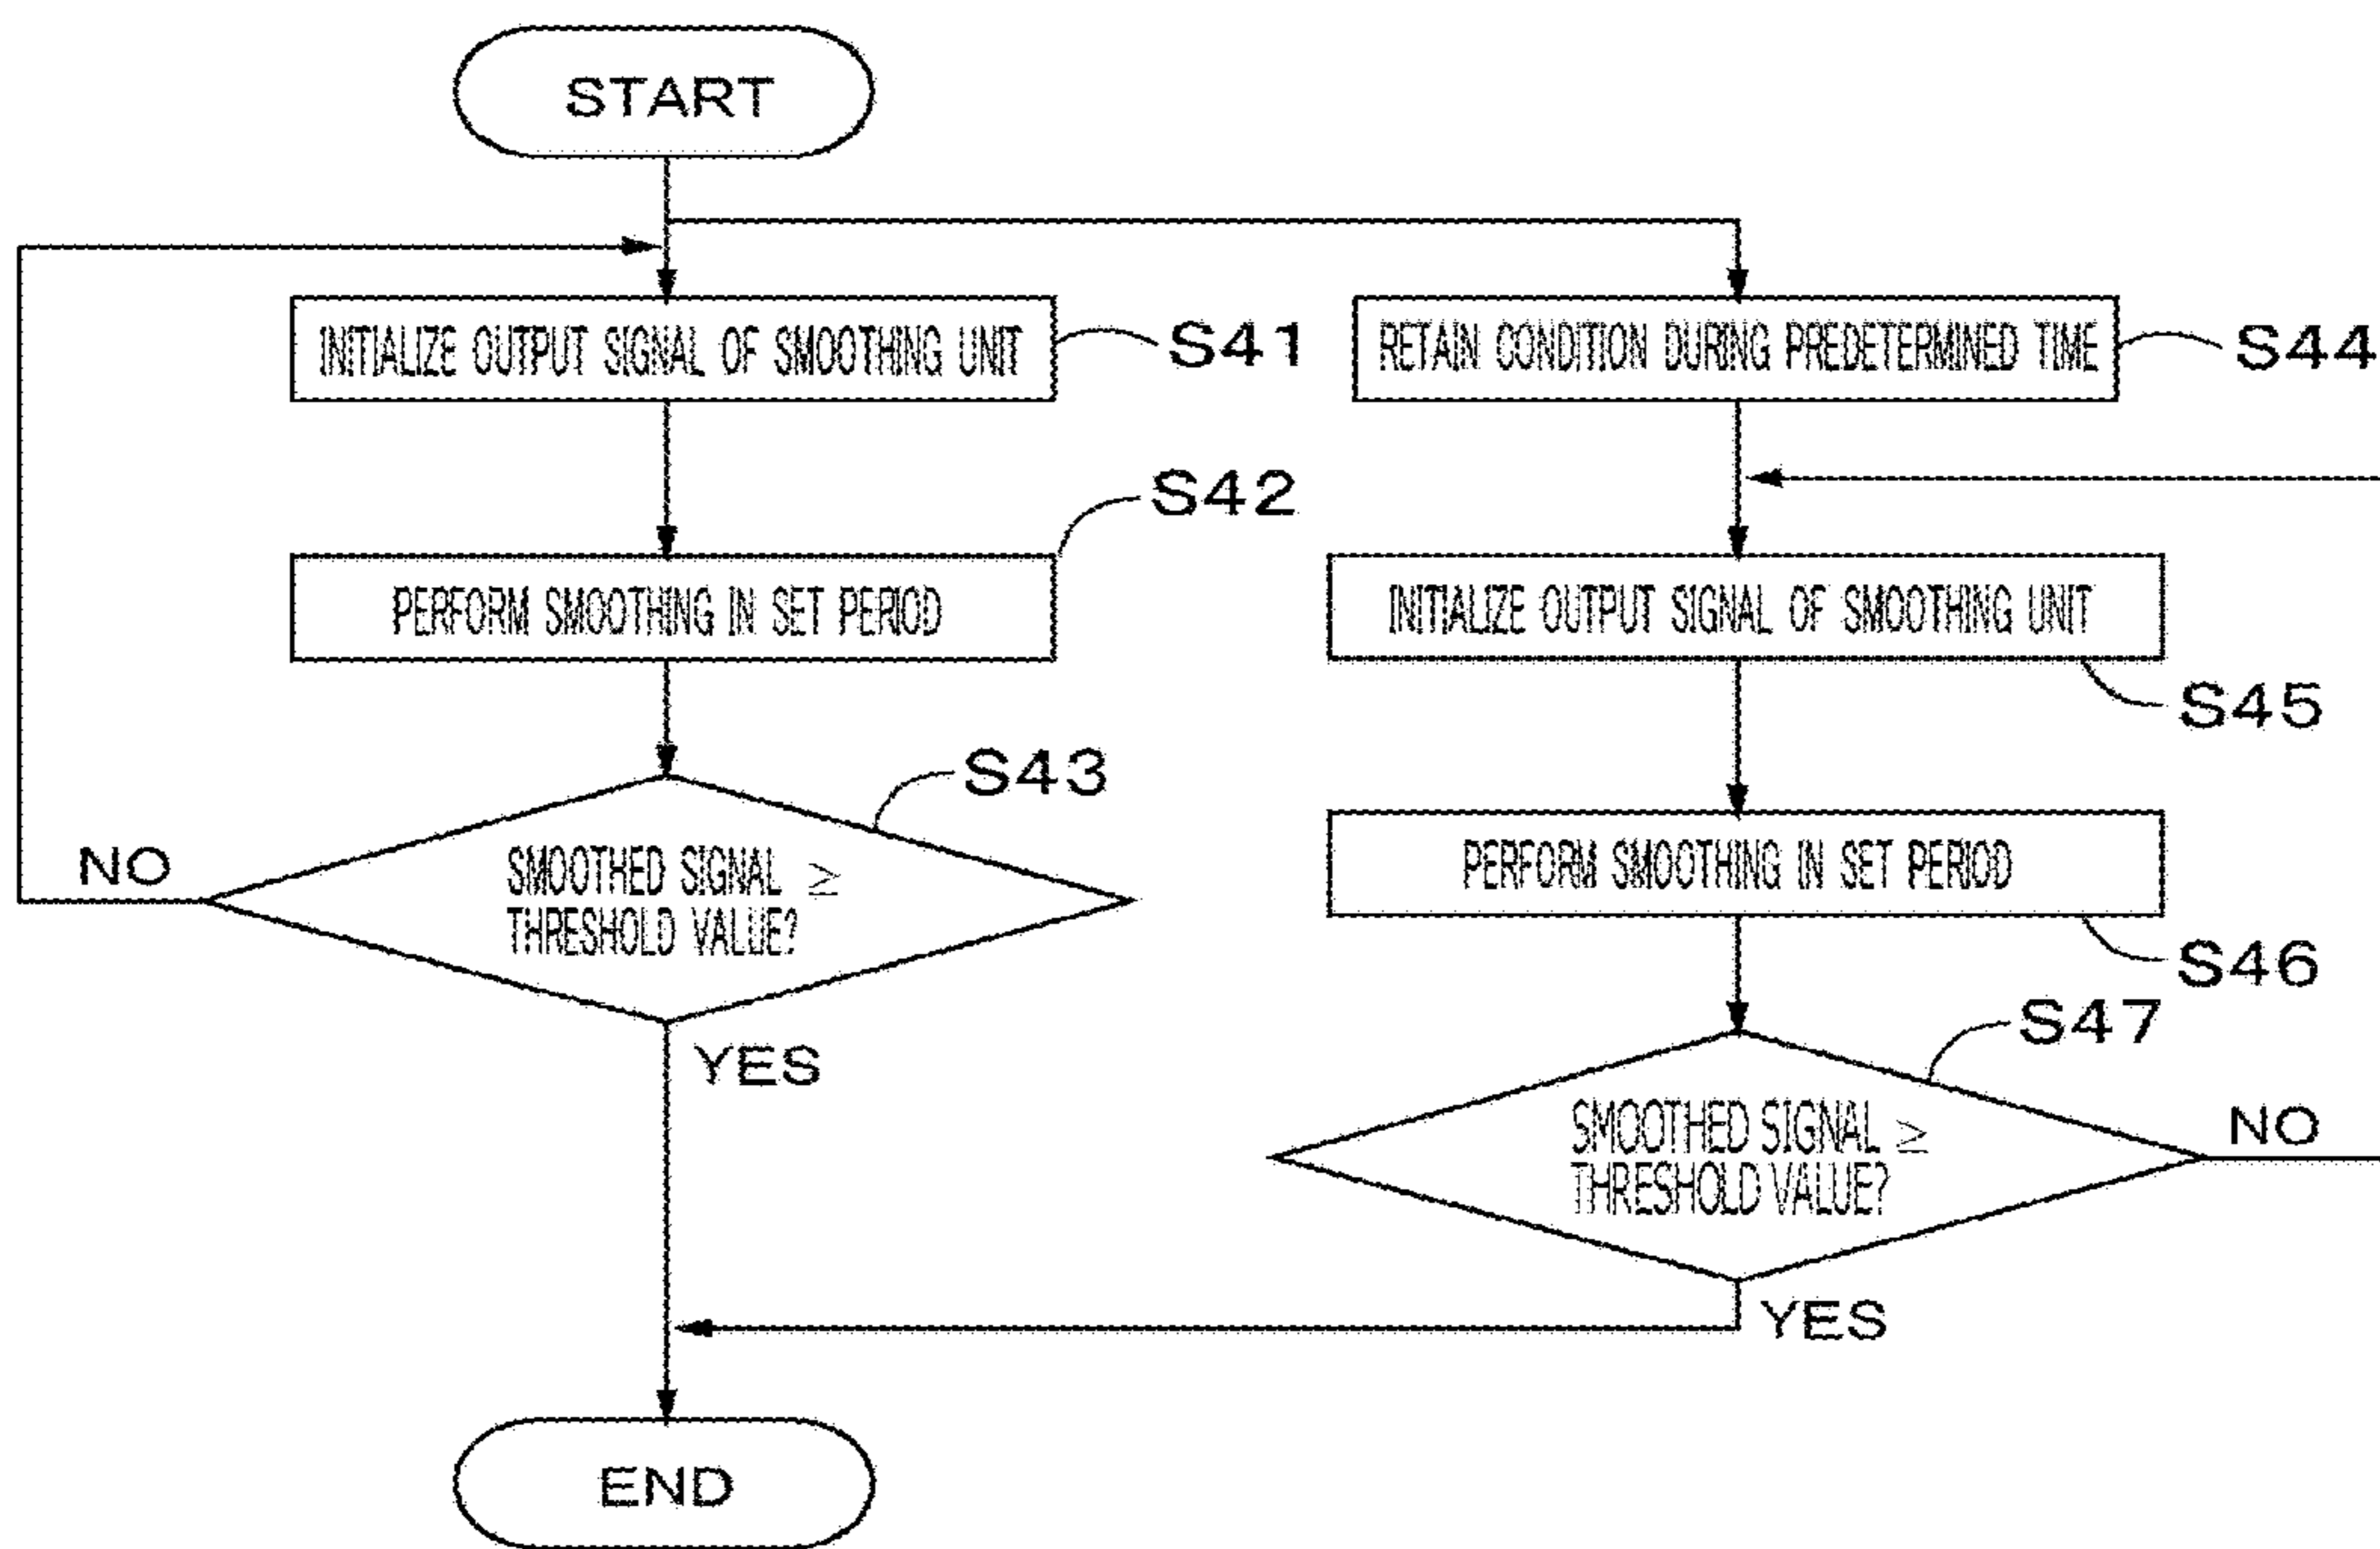 START
INITIALIZE OUTPUT SIGNAL OF SMOOTHING UNIT
S41
PERFORM SMOOTHING IN SET PERIOD
S42
SMOOTHED SIGNAL ≥
THRESHOLD VALUE?
S43
NO
YES
RETAIN CONDITION DURING PREDETERMINED TIME
S44
INITIALIZE OUTPUT SIGNAL OF SMOOTHING UNIT
S45
PERFORM SMOOTHING IN SET PERIOD
S46
SMOOTHED SIGNAL ≥
THRESHOLD VALUE?
S47
NO
YES
END